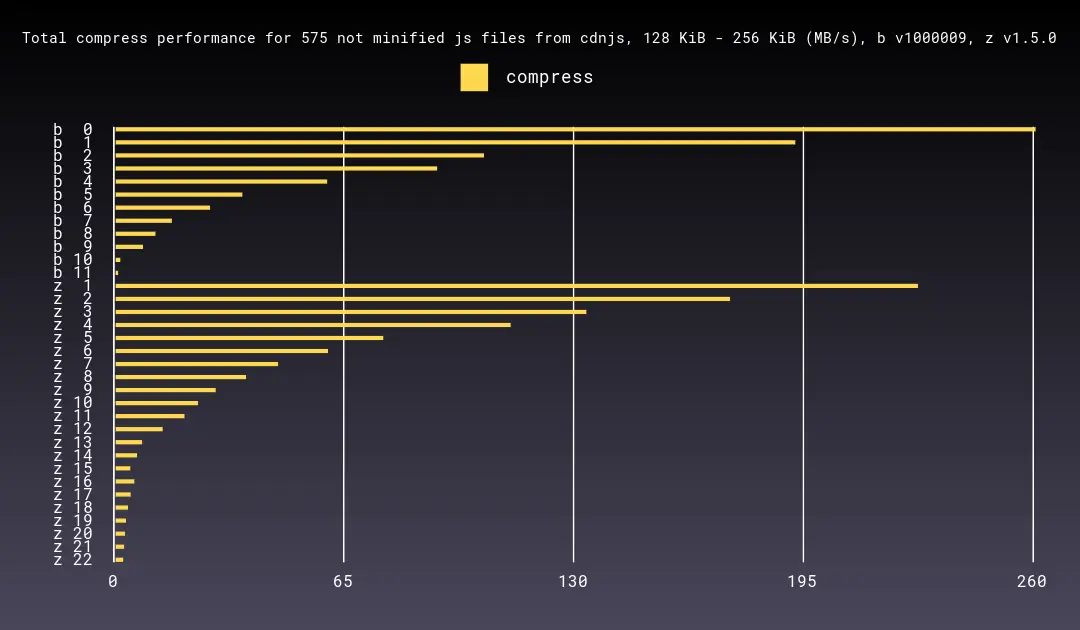 Total compress performance for 575 not minified js files from cdnjs, 128 KiB - 256 KiB (MB/s), b v1000009, z v1.5.0
compress
b 0
b 1
b 2
b 3
b 4
b 5
b 6
b 7
b 8
b 9
b 10
b 11
z 1
z 2
z 3
z 4
z 5
z 6
z 7
z 8
z 9
z 10
z 11
z 12
z 13
z 14
z 15
z 16
z 17
z 18
z 19
z 20
z 21
z 22
0 65 130 195 260